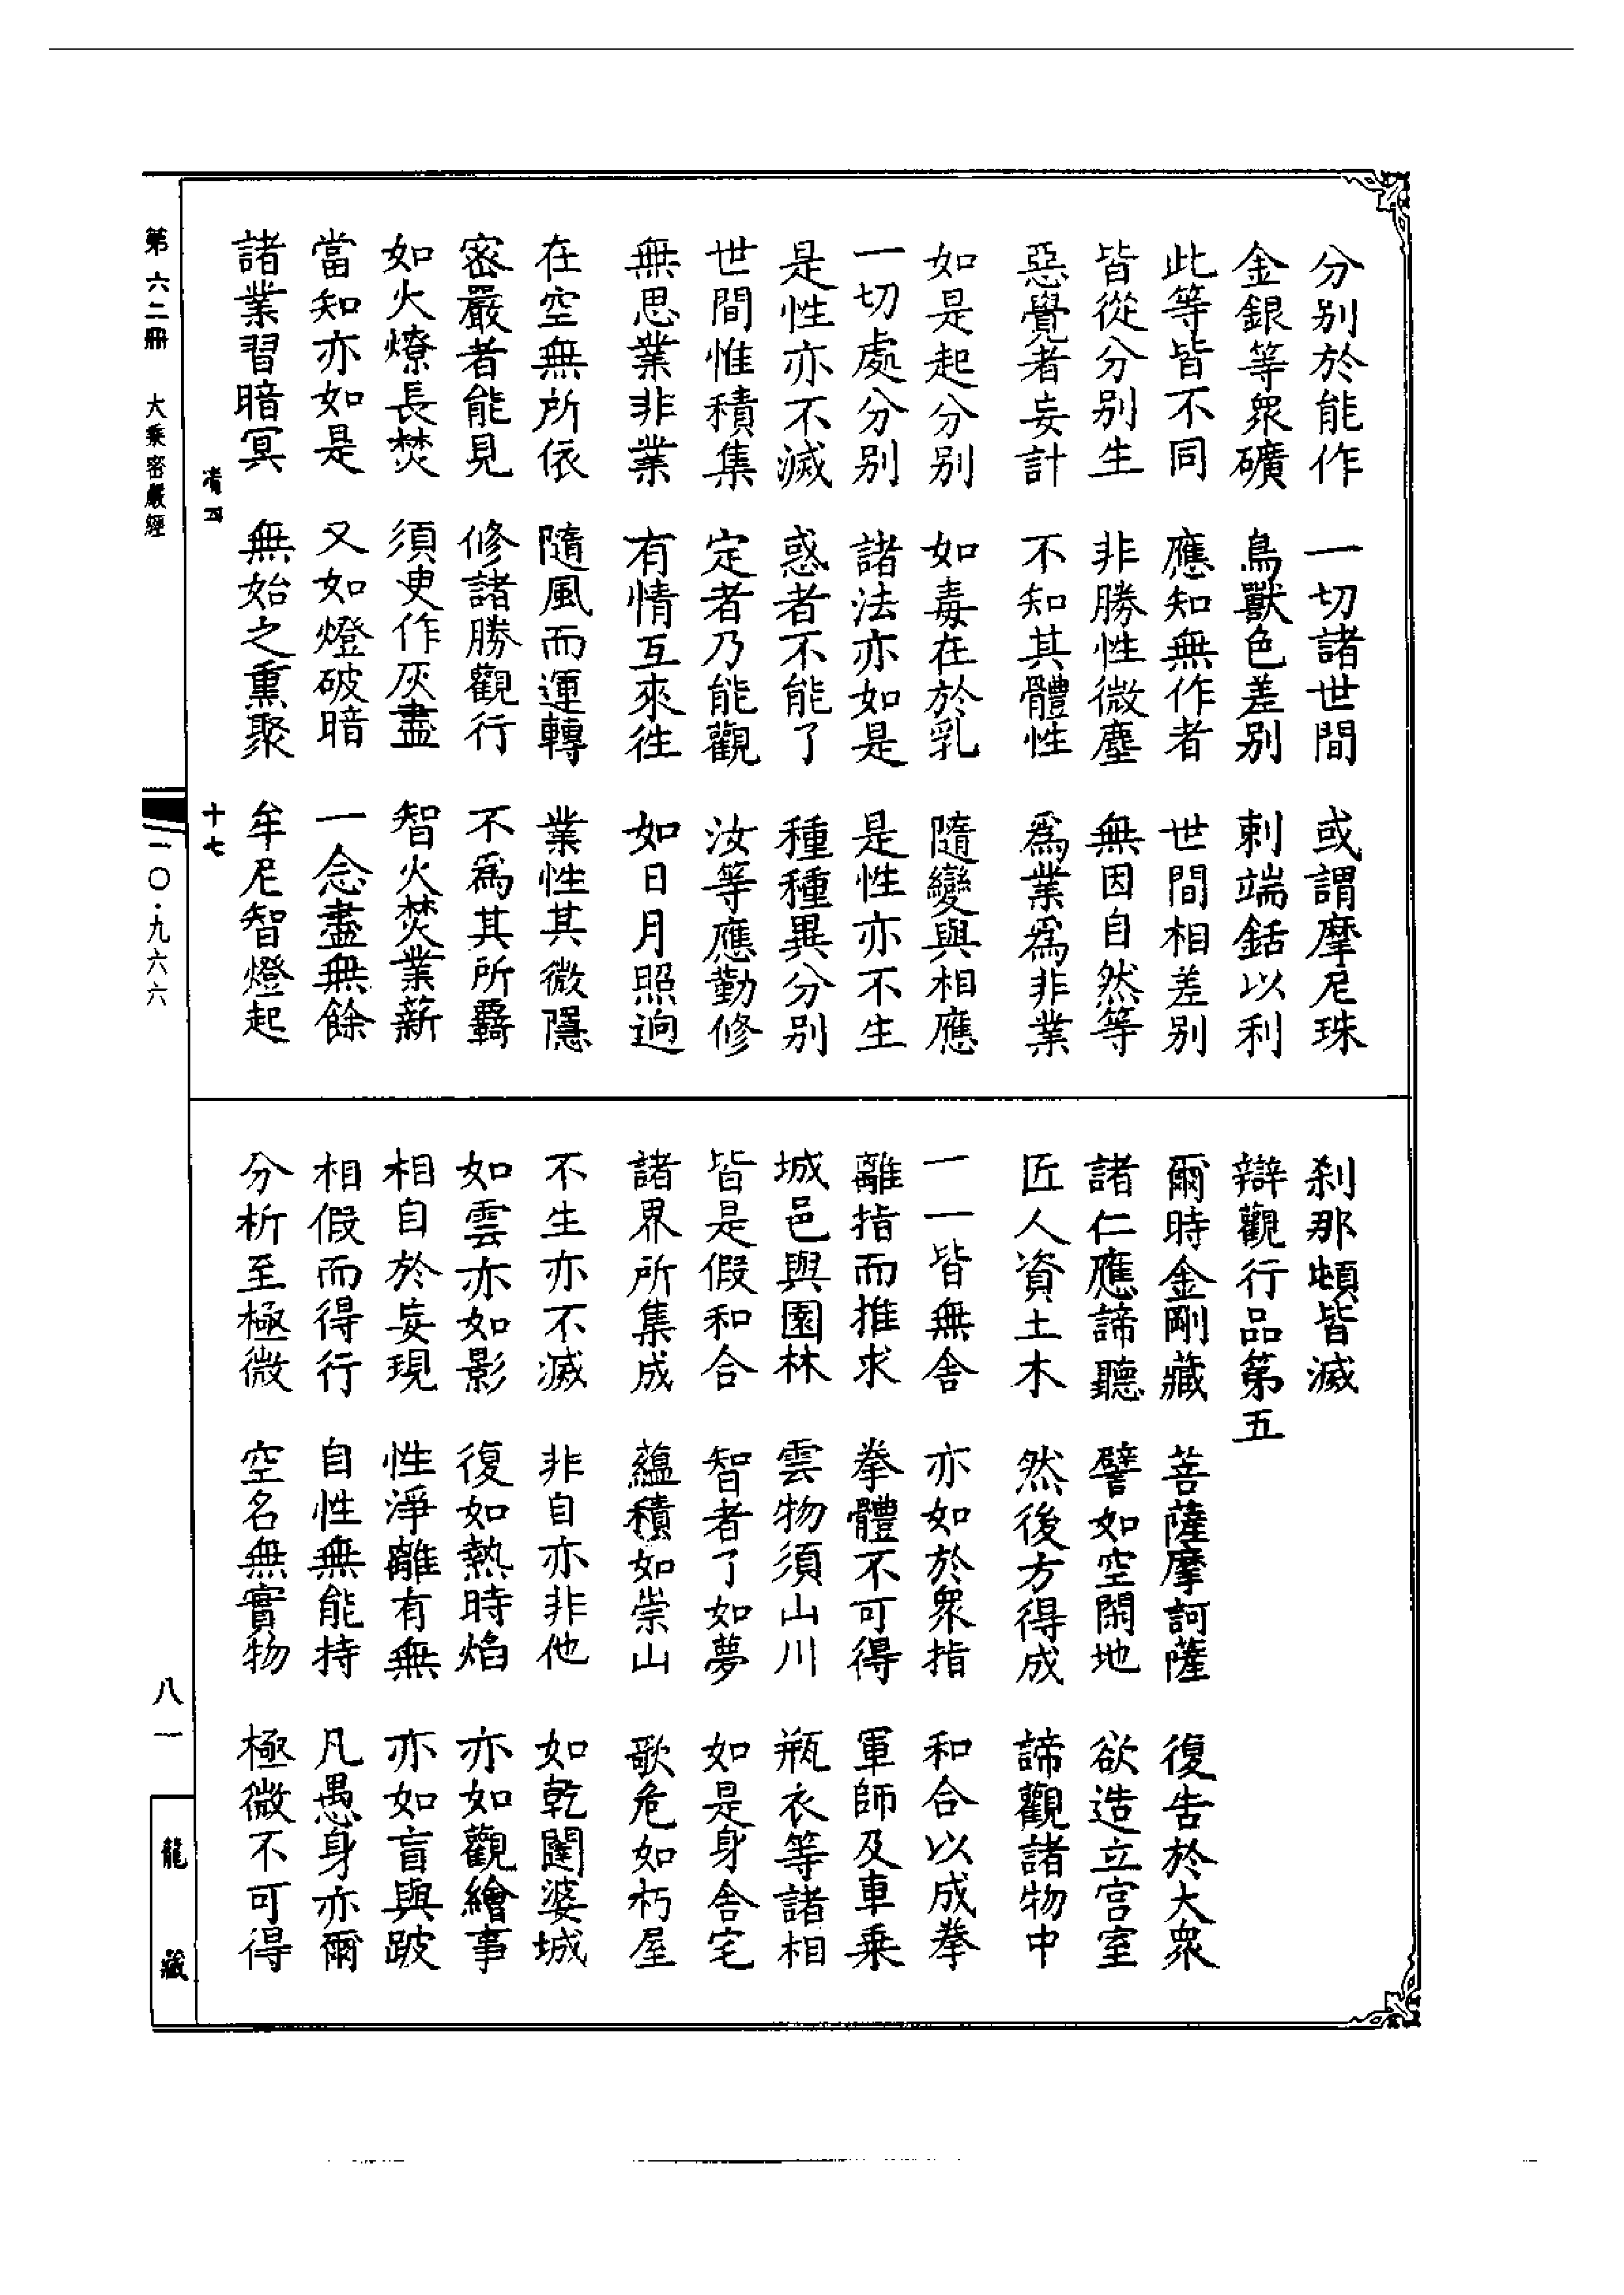 分别於能作　一切諸世間　或謂摩尼珠
金銀等衆礦　鳥獸色差别　刺端銛以利
此等皆不同　應知無作者　世間相差别
皆從分别生　非勝性微塵　無因自然等
惡覺者妄計　不知其體性　爲業爲非業
如是起分别　如毒在於乳　隨變與相應
一切處分别　諸法亦如是　是性亦不生
是性亦不滅　惑者不能了　種種異分别
世間惟積集　定者乃能觀　汝等應勤修
無思業非業　有情互來往　如日月照逈
在空無所依　隨風而運轉　業性其微隱
密嚴者能見　修諸勝觀行　不爲其所羇
如火燎長焚　須臾作灰盡　智火焚業薪
當知亦如是　又如燈破暗　一念盡無餘
諸業習暗冥　無始之熏聚　牟尼智燈起
刹那頓皆滅
辯觀行品第五
爾時金剛藏　菩薩摩訶薩　復告於大衆
諸仁應諦聽　譬如空閑地　欲造立宫室
匠人資土木　然後方得成　諦觀諸物中
一一皆無舍　亦如於衆指　和合以成拳
離指而推求　拳體不可得　軍師及車乘
城邑與園林　雲物須山川　瓶衣等諸相
皆是假和合　智者了如夢　如是身舍宅
諸界所集成　蘊積如崇山　欹危如朽屋
不生亦不滅　非自亦非他　如乾闥婆城
如雲亦如影　復如熱時焰　亦如觀繪事
相自於妄現　性淨離有無　亦如盲與跛
相假而得行　自性無能持　凡愚身亦爾
分析至極微　空名無實物　極微不可得
十七
第六二册　大乘密嚴經
一〇·九六六
八一
龍藏